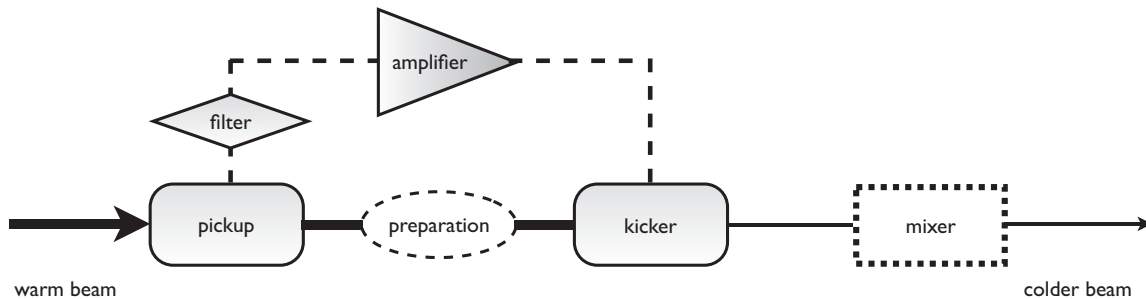 amplifier
filter
pickup
preparation
kicker
mixer
warm beam
colder beam